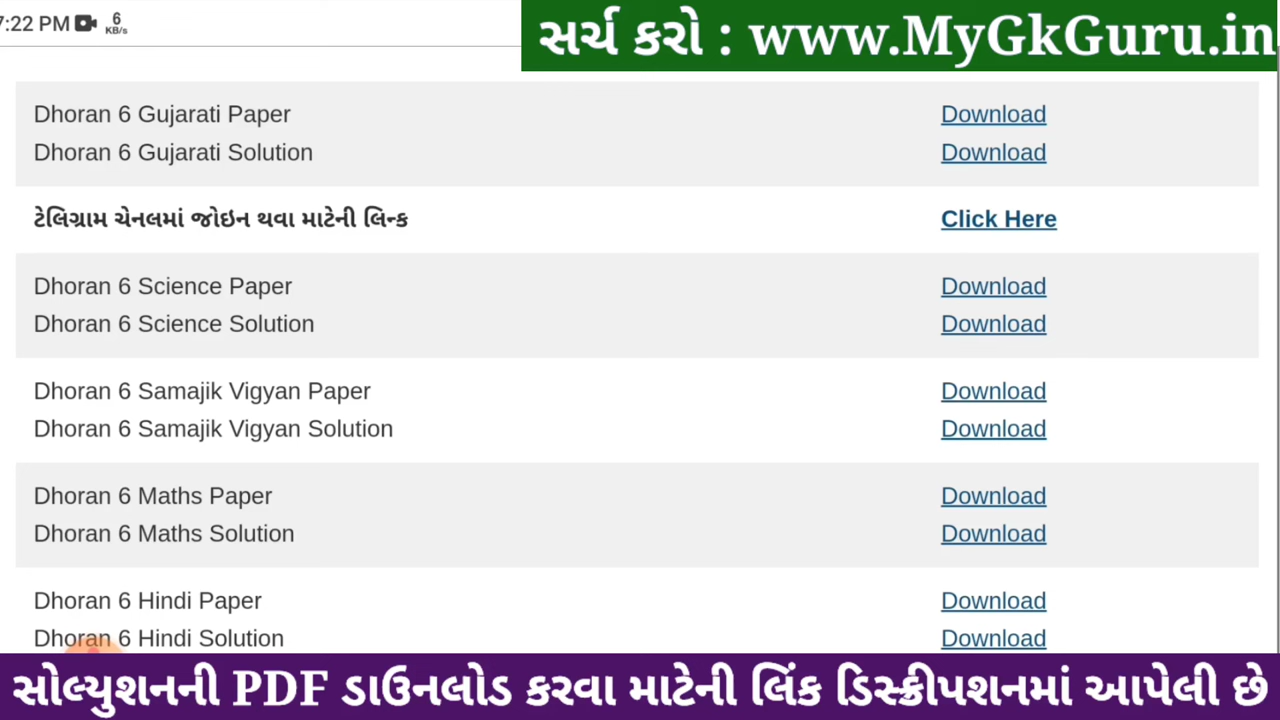 7:22 PM 6 KB/s
સર્ચ કરો : www.MyGkGuru.in
Dhoran 6 Gujarati Paper Download
Dhoran 6 Gujarati Solution Download
ટેલિગ્રામ ચેનલમાં જોઇન થવા માટેની લિન્ક Click Here
Dhoran 6 Science Paper Download
Dhoran 6 Science Solution Download
Dhoran 6 Samajik Vigyan Paper Download
Dhoran 6 Samajik Vigyan Solution Download
Dhoran 6 Maths Paper Download
Dhoran 6 Maths Solution Download
Dhoran 6 Hindi Paper Download
Dhoran 6 Hindi Solution Download
સોલ્યુશનની PDF ડાઉનલોડ કરવા માટેની લિંક ડિસ્ક્રીપશનમાં આપેલી છે